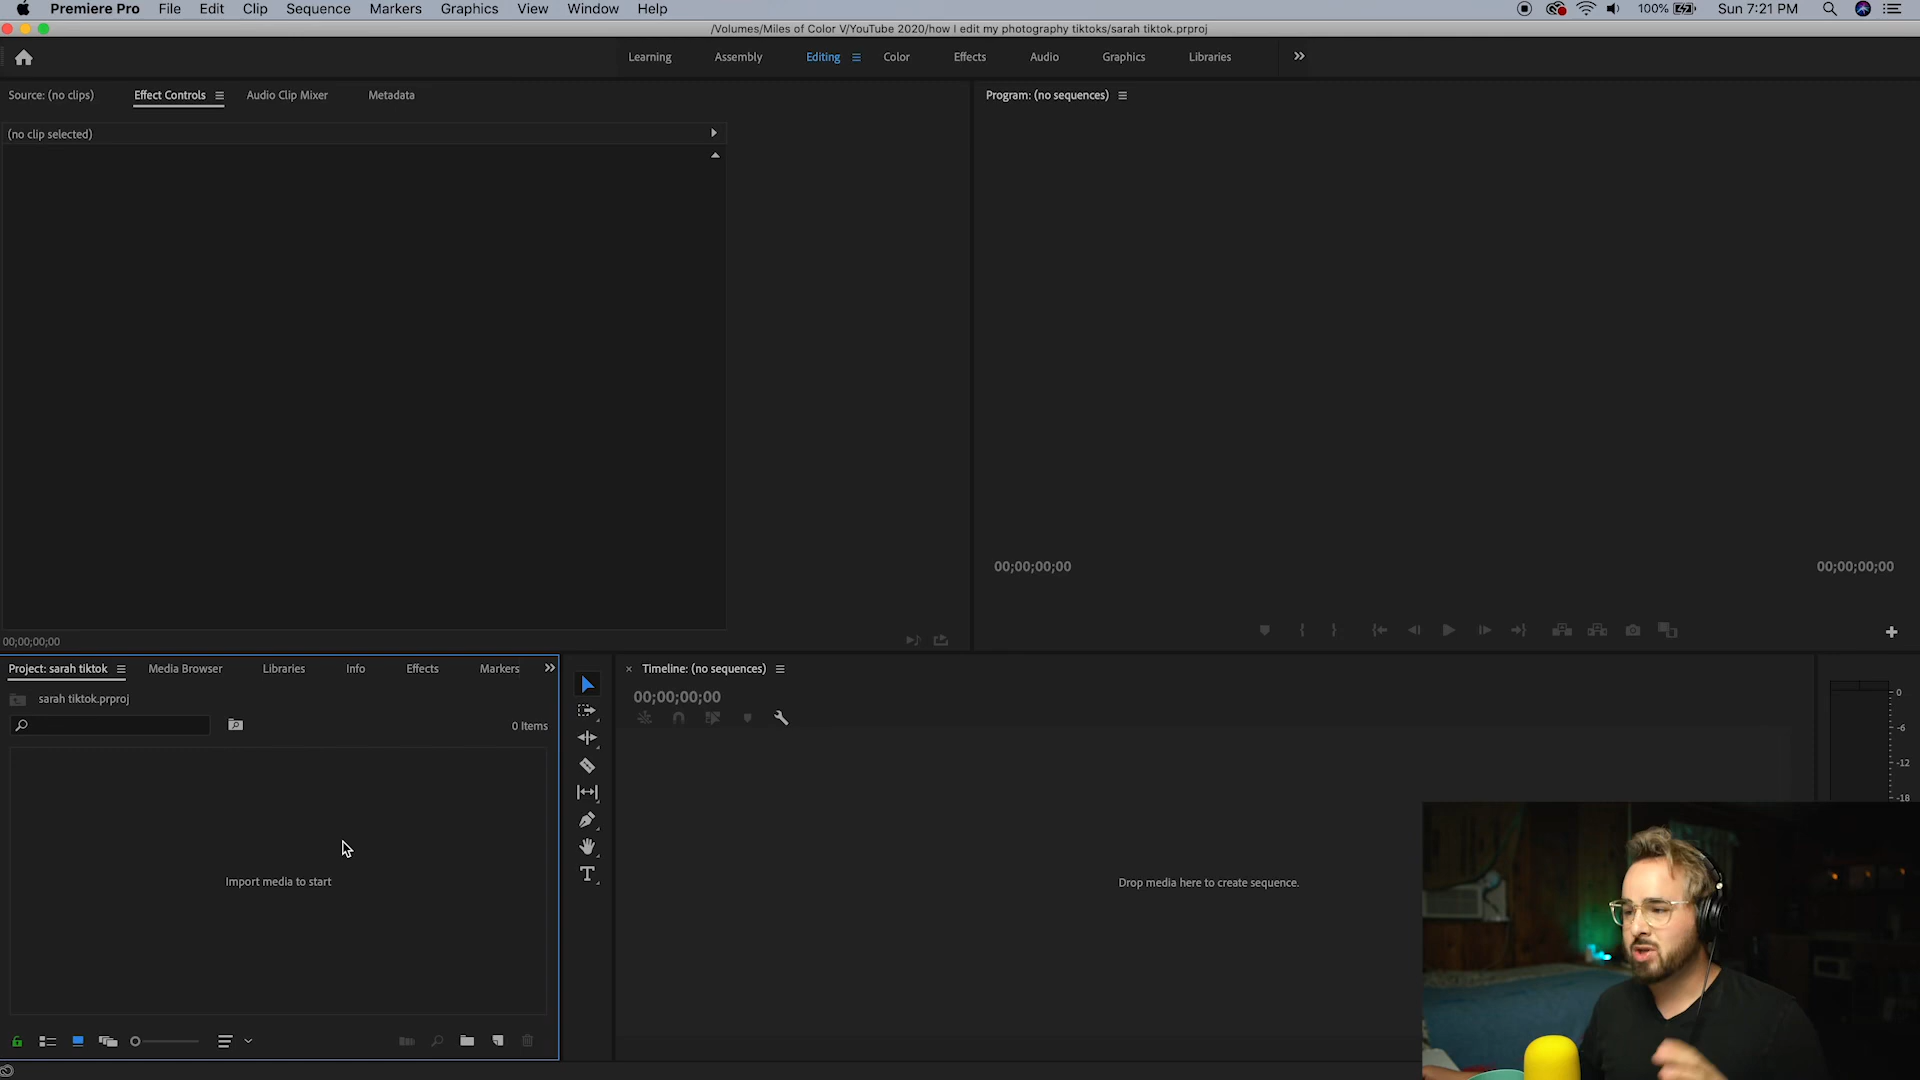 Premiere Pro File Edit Clip Sequence Markers Graphics View Window Help 100% Sun 7:21 PM
/Volumes/Miles of Color V/YouTube 2020/how I edit my photography tiktoks/sarah tiktok.prproj
Learning Assembly Editing Color Effects Audio Graphics Libraries
Source: (no clips) Effect Controls Audio Clip Mixer Metadata
Program: (no sequences)
(no clip selected)
00;00;00;00 00;00;00;00
00;00;00;00
Project: sarah tiktok Media Browser Libraries Info Effects Markers
Timeline: (no sequences)
sarah tiktok.prproj
00;00;00;00
0 Items
0
-6
-12
-18
Import media to start
Drop media here to create sequence.